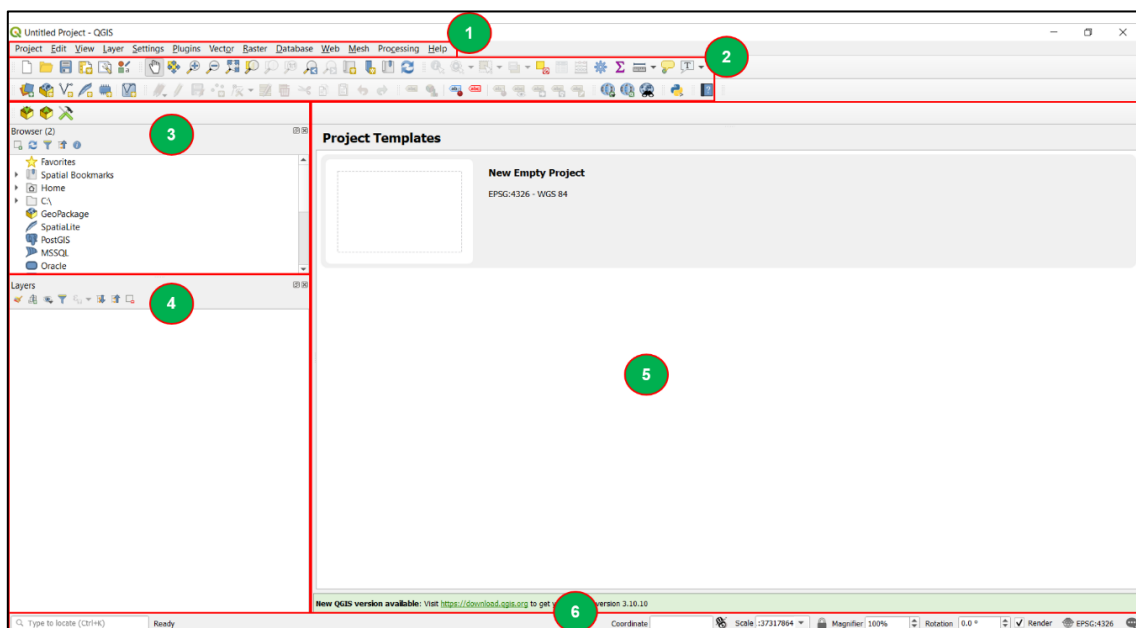 Untitled Project - QGIS
1
Project Edit View Layer Settings Plugins Vector Raster Database Web Mesh Processing Help
2
3
Browser (2)
Favorites
Spatial Bookmarks
Home
C:\
GeoPackage
SpatiaLite
PostGIS
MSSQL
Oracle
Layers
4
Project Templates
New Empty Project
EPSG:4326 - WGS 84
5
New QGIS version available: Visit https://download.qgis.org to get version 3.10.10
6
Type to locate (Ctrl+K) Ready Coordinate Scale :37317864 Magnifier 100% Rotation 0.0 ° Render EPSG:4326